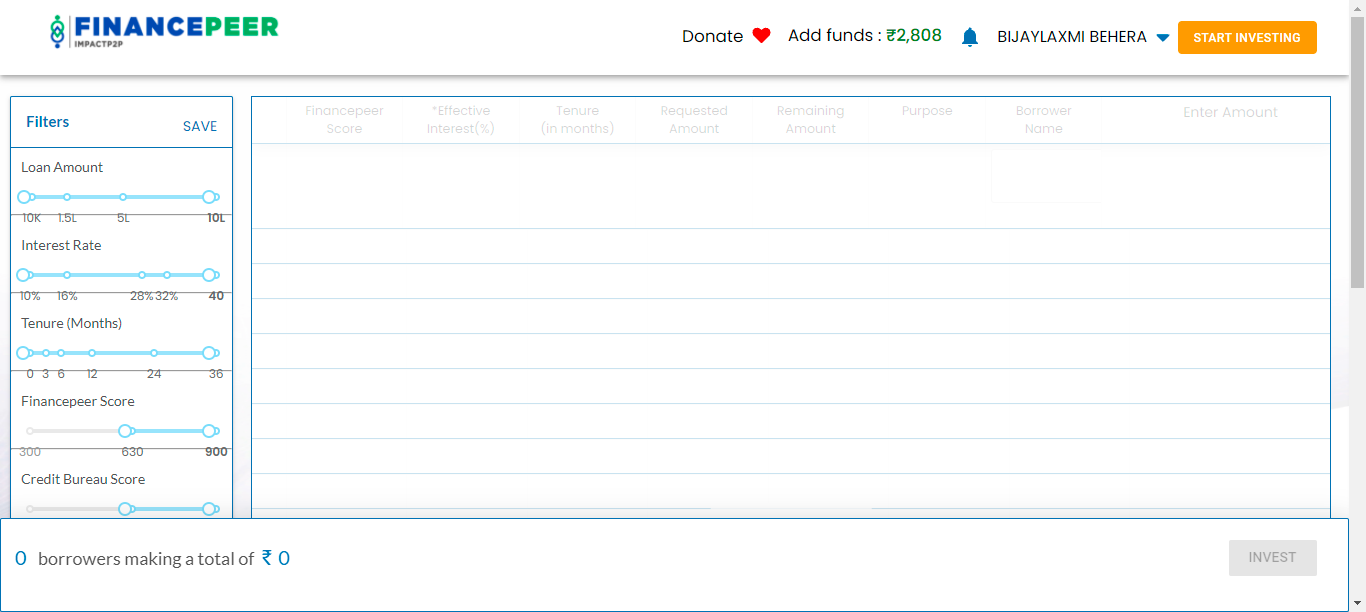 FINANCEPEER
IMPACTP2P
Donate Add funds : ₹2,808 BIJAYLAXMI BEHERA START INVESTING
Filters
SAVE
Loan Amount
10K 1.5L 5L 10L
Interest Rate
10% 16% 28% 32% 40
Tenure (Months)
0 3 6 12 24 36
Financepeer Score
300 630 900
Credit Bureau Score
Financepeer *Effective Tenure Requested Remaining Purpose Borrower Enter Amount
Score Interest(%) (in months) Amount Amount Name
0 borrowers making a total of ₹ 0
INVEST